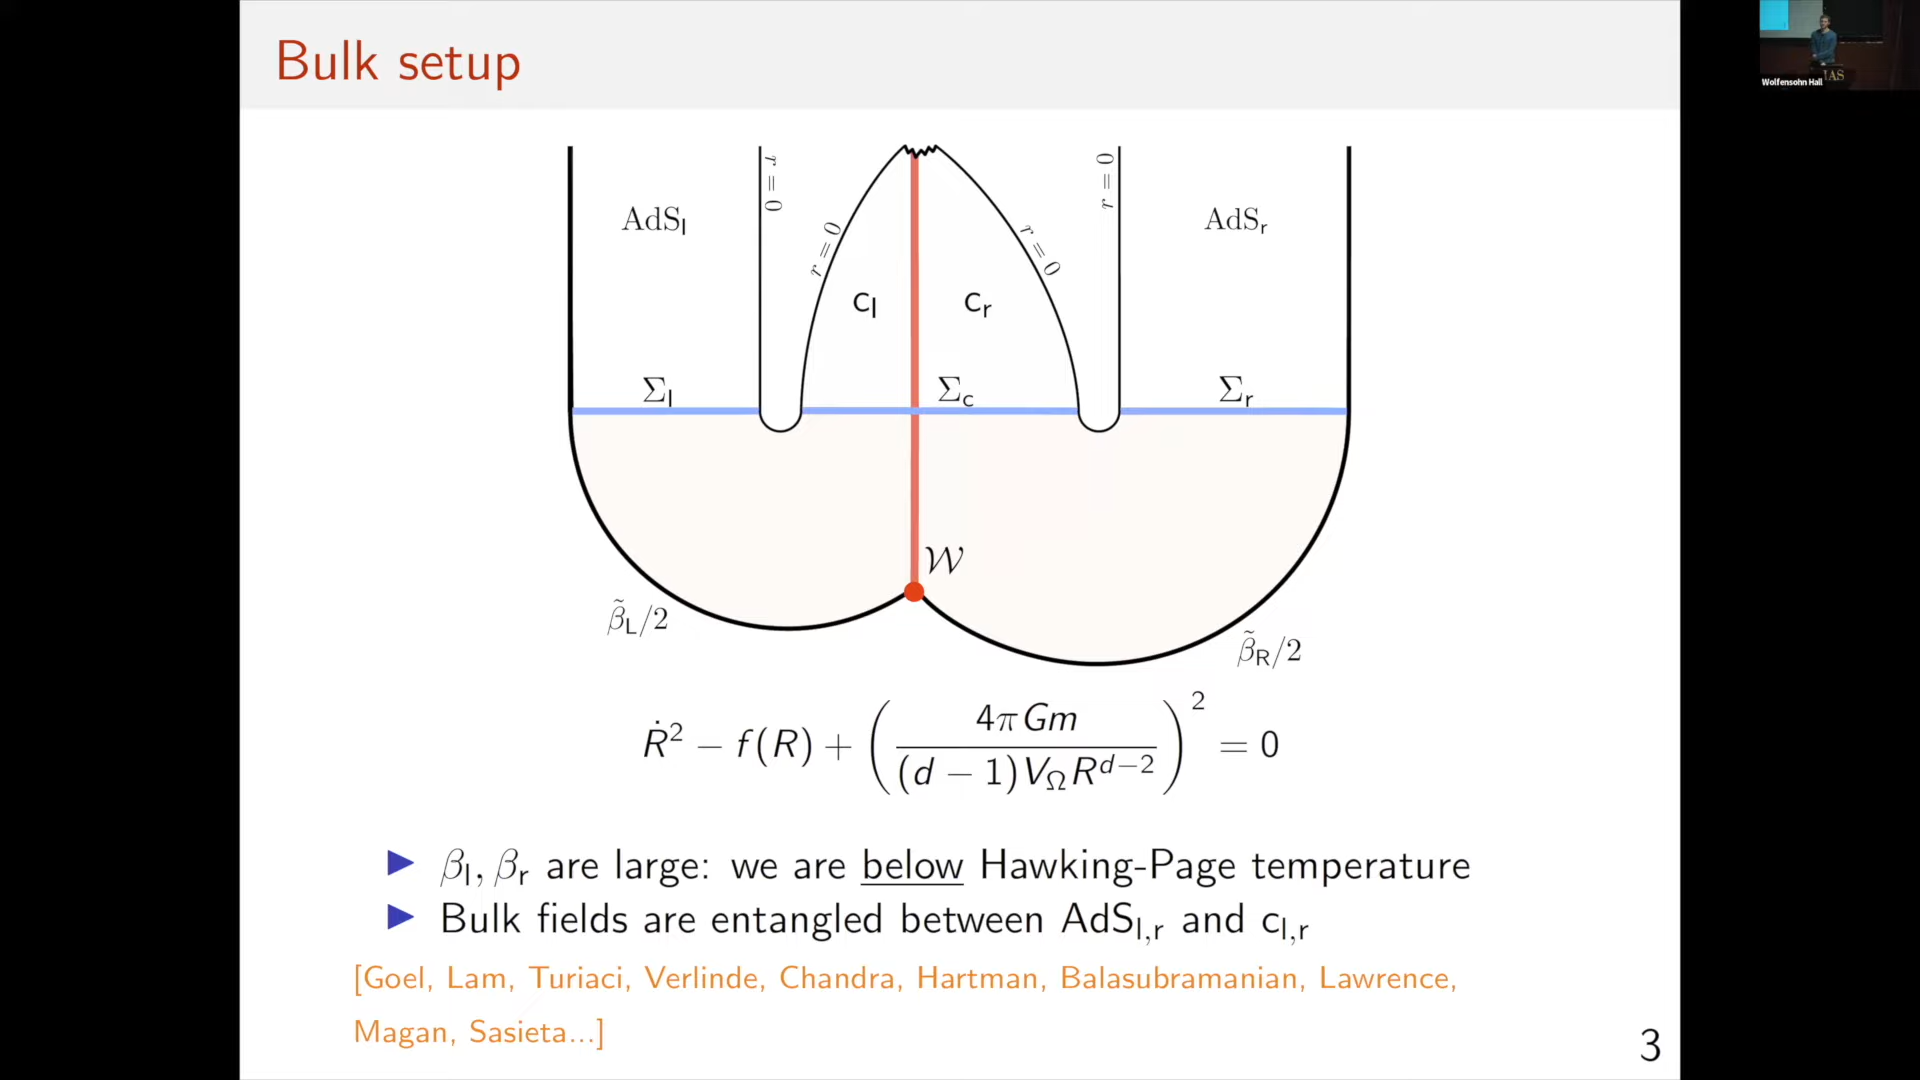 Bulk setup
Wolfensohn Hall
IAS
AdS_l
r = 0
r = 0
c_l
c_r
r = 0
r = 0
AdS_r
Σ_l
Σ_c
Σ_r
𝒲
β̃_L/2
β̃_R/2
Ṙ² − f(R) + (4πGm / (d − 1)V_Ω R^{d−2})² = 0
▶ β_l, β_r are large: we are below Hawking-Page temperature
▶ Bulk fields are entangled between AdS_{l,r} and c_{l,r}
[Goel, Lam, Turiaci, Verlinde, Chandra, Hartman, Balasubramanian, Lawrence,
Magan, Sasieta...]
3